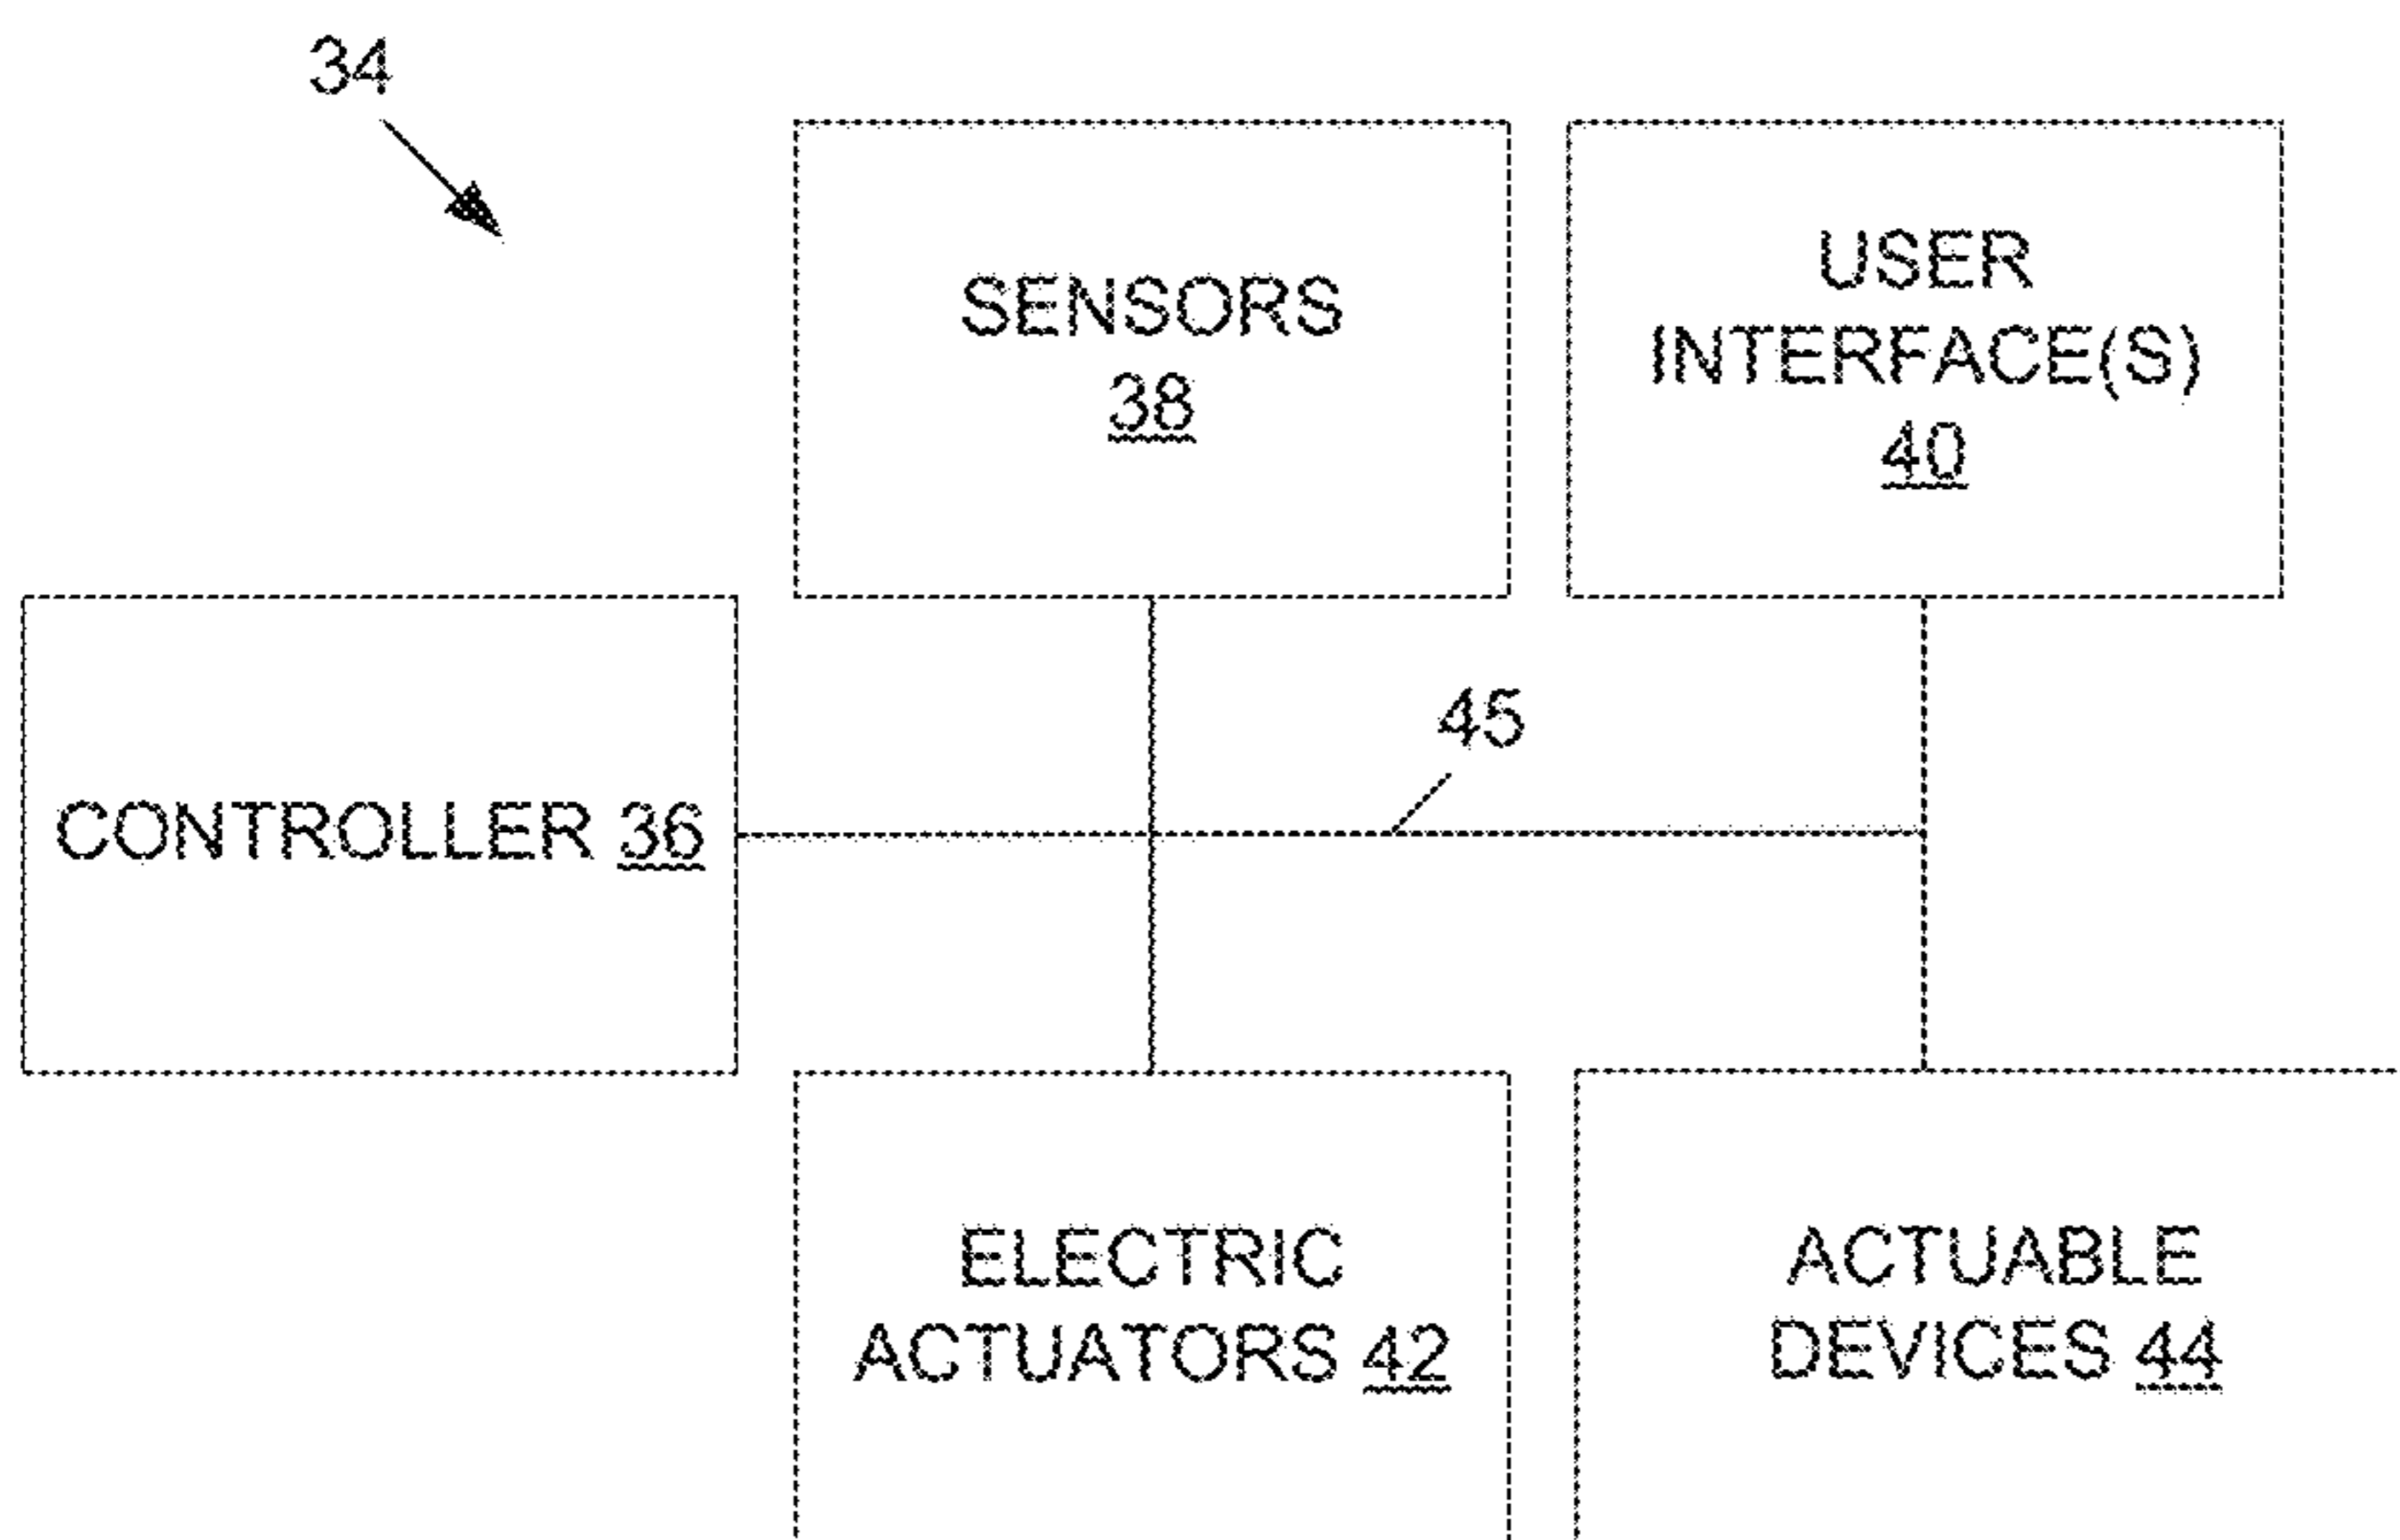 34
SENSORS
38
USER
INTERFACE(S)
40
45
CONTROLLER 36
ELECTRIC
ACTUATORS 42
ACTUABLE
DEVICES 44